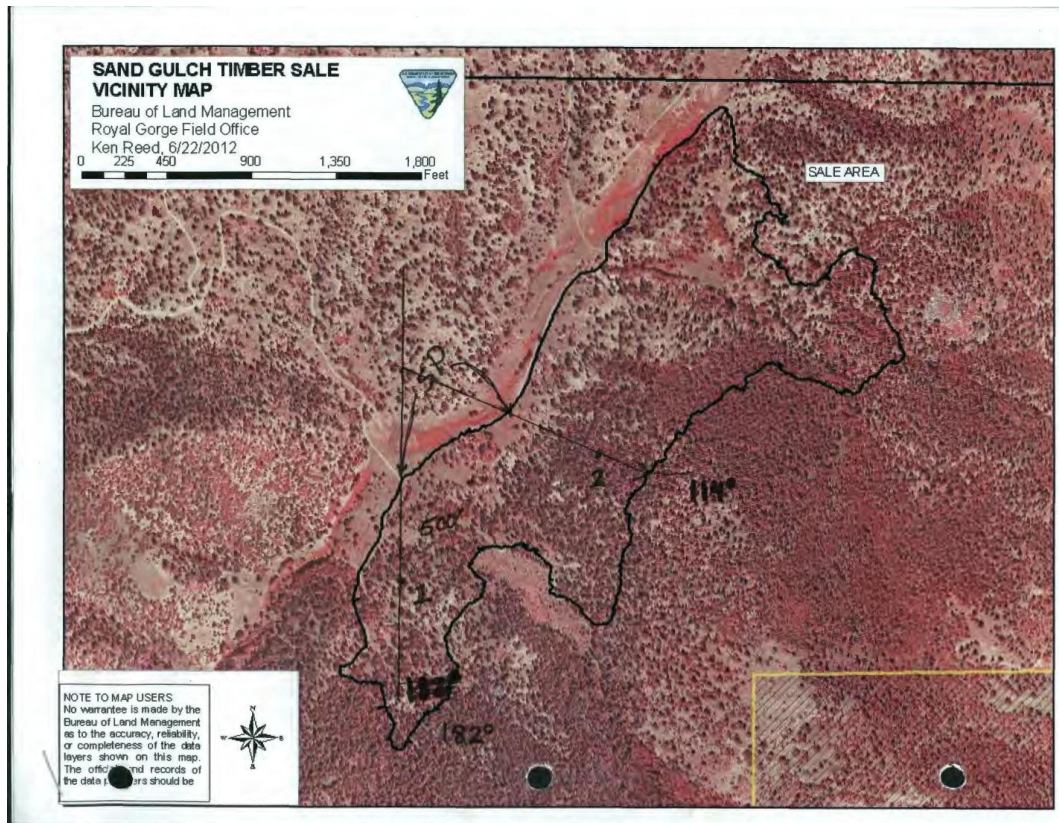 SAND GULCH TIMBER SALE
VICINITY MAP
Bureau of Land Management
Royal Gorge Field Office
Ken Reed, 6/22/2012
0 225 450 900 1,350 1,800
Feet
SALE AREA
SP
2
114°
500'
1
182°
182°
NOTE TO MAP USERS
No warrantee is made by the
Bureau of Land Management
as to the accuracy, reliability,
or completeness of the data
layers shown on this map.
The official and records of
the data should be
N
W E
S